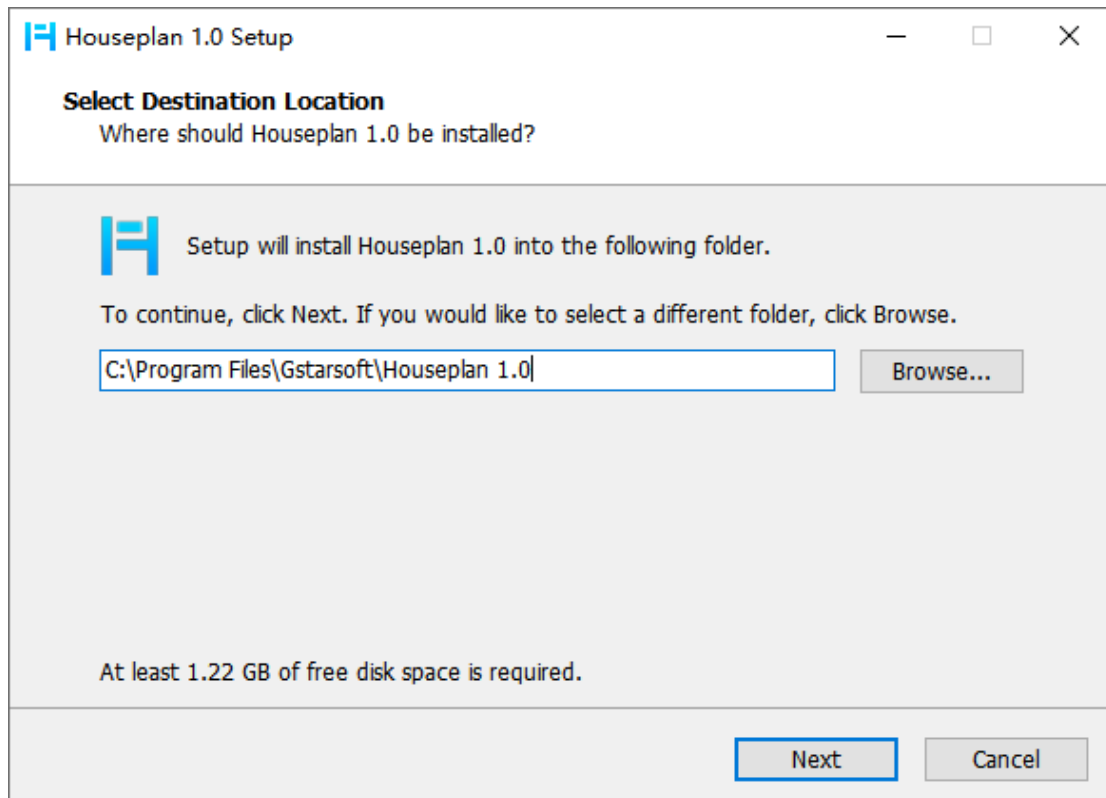 Houseplan 1.0 Setup
Select Destination Location
Where should Houseplan 1.0 be installed?
Setup will install Houseplan 1.0 into the following folder.
To continue, click Next. If you would like to select a different folder, click Browse.
C:\Program Files\Gstarsoft\Houseplan 1.0
Browse...
At least 1.22 GB of free disk space is required.
Next
Cancel